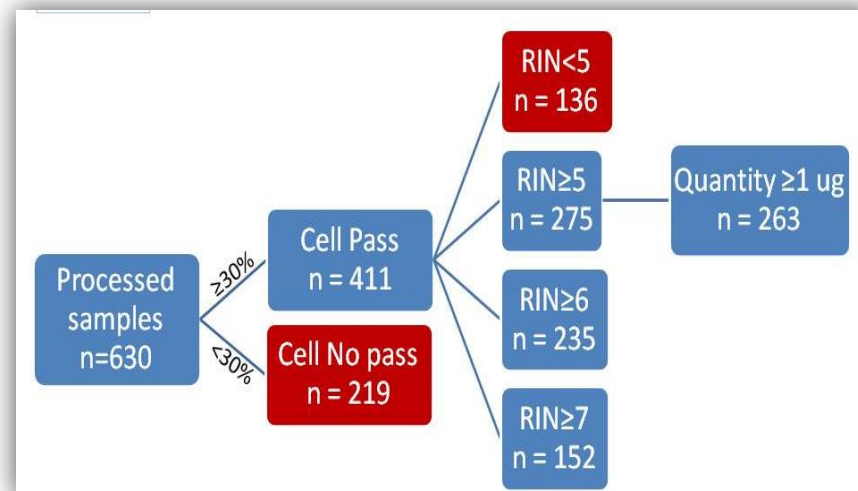 Processed
samples
n=630
≥30%
<30%
Cell Pass
n = 411
Cell No pass
n = 219
RIN<5
n = 136
RIN≥5
n = 275
RIN≥6
n = 235
RIN≥7
n = 152
Quantity ≥1 ug
n = 263